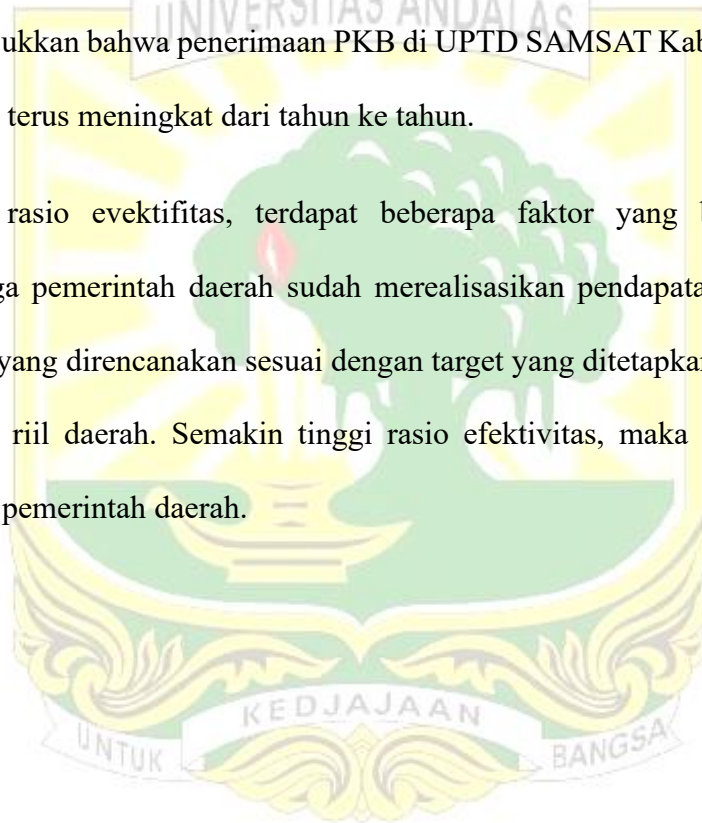 UNIVERSITAS ANDALAS
ukkan bahwa penerimaan PKB di UPTD SAMSAT Kab
terus meningkat dari tahun ke tahun.
rasio evektifitas, terdapat beberapa faktor yang b
ga pemerintah daerah sudah merealisasikan pendapata
yang direncanakan sesuai dengan target yang ditetapkan
riil daerah. Semakin tinggi rasio efektivitas, maka
pemerintah daerah.
UNTUK KEDJAJAAN BANGSA